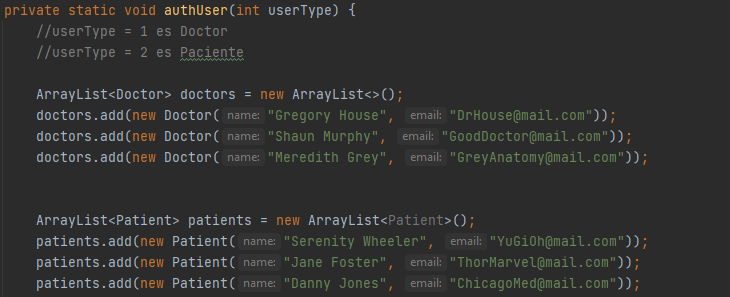 private static void authUser(int userType) {
//userType = 1 es Doctor
//userType = 2 es Paciente
ArrayList<Doctor> doctors = new ArrayList<>();
doctors.add(new Doctor( name: "Gregory House", email: "DrHouse@mail.com"));
doctors.add(new Doctor( name: "Shaun Murphy", email: "GoodDoctor@mail.com"));
doctors.add(new Doctor( name: "Meredith Grey", email: "GreyAnatomy@mail.com"));
ArrayList<Patient> patients = new ArrayList<Patient>();
patients.add(new Patient( name: "Serenity Wheeler", email: "YuGiOh@mail.com"));
patients.add(new Patient( name: "Jane Foster", email: "ThorMarvel@mail.com"));
patients.add(new Patient( name: "Danny Jones", email: "ChicagoMed@mail.com"));